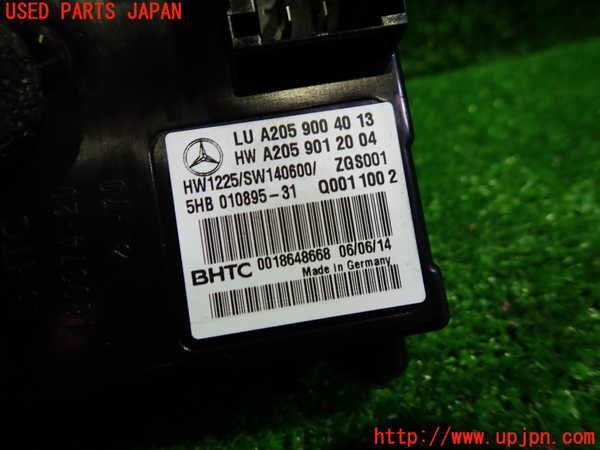 USED PARTS JAPAN
LU A205 900 40 13
HW A205 901 20 04
HW1225/SW140600/ ZGS001
5HB 010895-31 Q001 100 2
BHTC 0018648668 06/06/14
Made in Germany
http://www.upjpn.com/